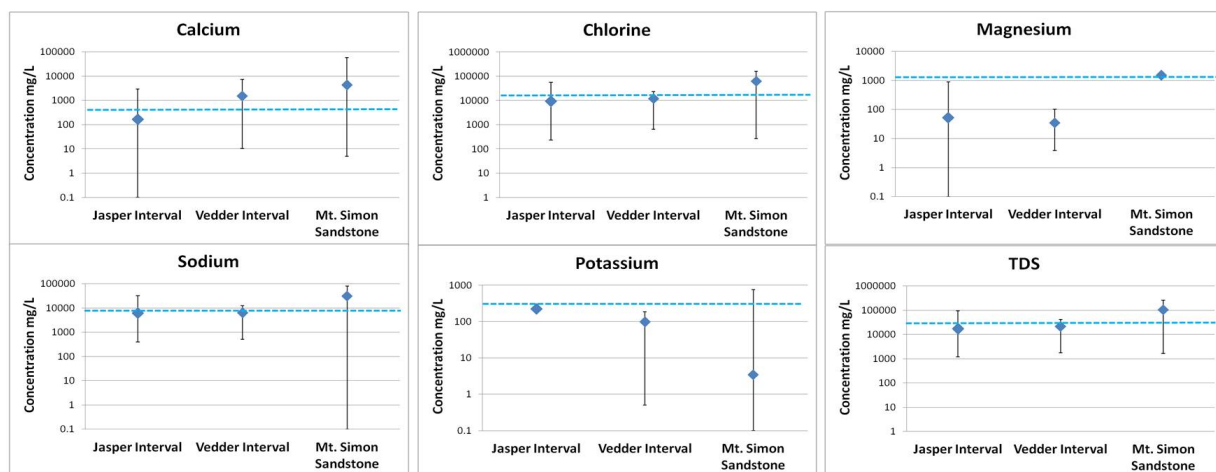 Calcium
Concentration mg/L
100000
10000
1000
100
10
1
0.1
Jasper Interval
Vedder Interval
Mt. Simon
Sandstone
Chlorine
Concentration mg/L
1000000
100000
10000
1000
100
10
1
Jasper Interval
Vedder Interval
Mt. Simon
Sandstone
Magnesium
Concentration mg/L
10000
1000
100
10
1
0.1
Jasper Interval
Vedder Interval
Mt. Simon
Sandstone
Sodium
Concentration mg/L
100000
10000
1000
100
10
1
0.1
Jasper Interval
Vedder Interval
Mt. Simon
Sandstone
Potassium
Concentration mg/L
1000
100
10
1
0.1
Jasper Interval
Vedder Interval
Mt. Simon
Sandstone
TDS
Concentration mg/L
1000000
100000
10000
1000
100
10
1
Jasper Interval
Vedder Interval
Mt. Simon
Sandstone